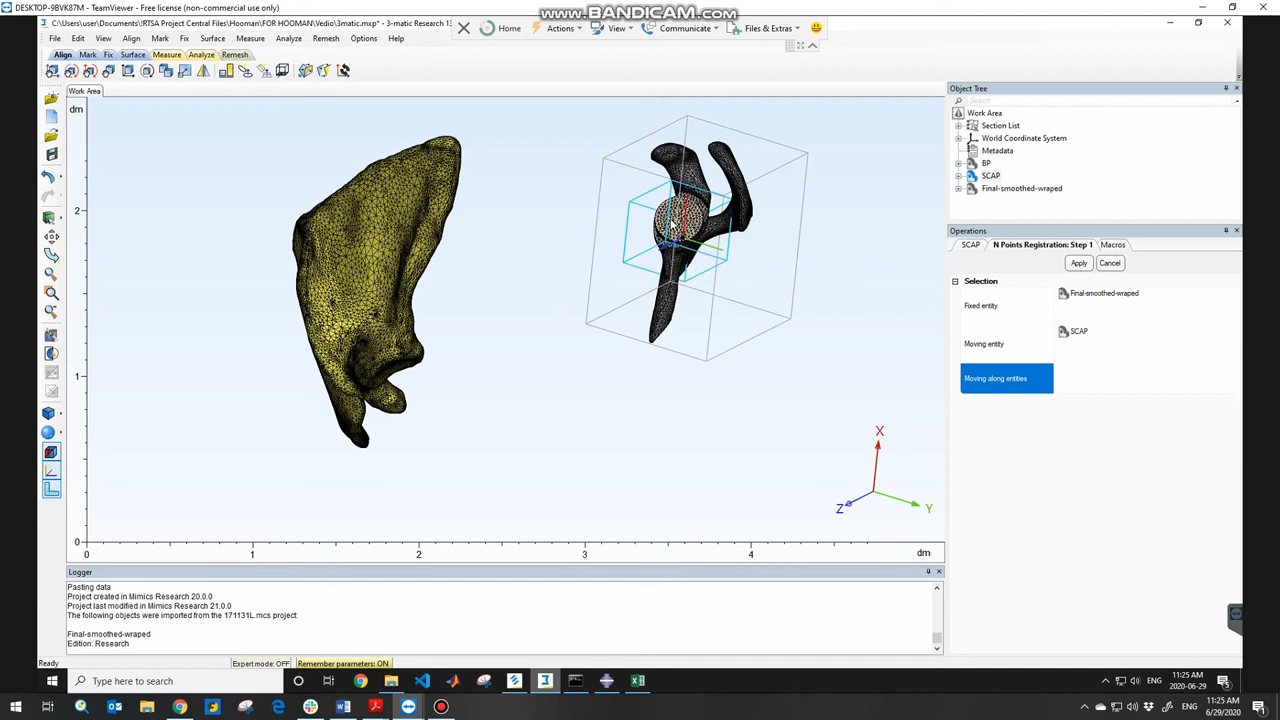 DESKTOP-9BVK87M - TeamViewer - Free license (non-commercial use only)
www.BANDICAM.com
C:\Users\user\Documents\!RTSA Project Central Files\Hooman\FOR HOOMAN\Vedio\3matic.mxp* - 3-matic Research 13
Home
Actions
View
Communicate
Files & Extras
File Edit View Align Mark Fix Surface Measure Analyze Remesh Options Help
Align Mark Fix Surface Measure Analyze Remesh
Work Area
dm
2
1
0
0 1 2 3 4 dm
X
Z
Y
Object Tree
Search
Work Area
Section List
World Coordinate System
Metadata
BP
SCAP
Final-smoothed-wraped
Operations
SCAP N Points Registration: Step 1 Macros
Apply Cancel
Selection
Fixed entity Final-smoothed-wraped
Moving entity SCAP
Moving along entities
Logger
Pasting data
Project created in Mimics Research 20.0.0
Project last modified in Mimics Research 21.0.0
The following objects were imported from the 171131L.mcs project:
Final-smoothed-wraped
Edition: Research
Ready
Expert mode: OFF
Remember parameters: ON
Type here to search
ENG
11:25 AM
2020-06-29
ENG
11:25 AM
6/29/2020